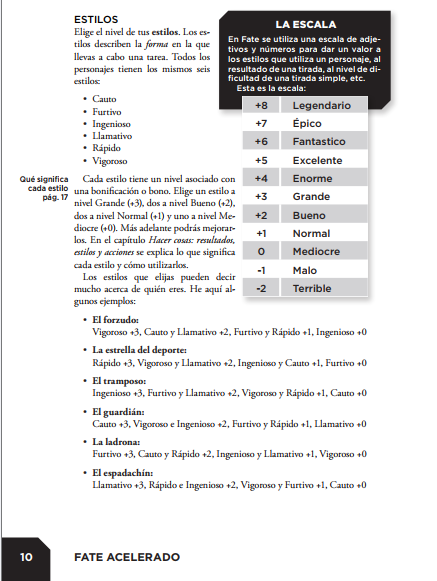 ESTILOS
Elige el nivel de tus estilos. Los es-
tilos describen la forma en la que
llevas a cabo una tarea. Todos los
personajes tienen los mismos seis
estilos:
• Cauto
• Furtivo
• Ingenioso
• Llamativo
• Rápido
• Vigoroso
Qué significa
cada estilo
pág. 17
Cada estilo tiene un nivel asociado con
una bonificación o bono. Elige un estilo a
nivel Grande (+3), dos a nivel Bueno (+2),
dos a nivel Normal (+1) y uno a nivel Me-
diocre (+0). Más adelante podrás mejorar-
los. En el capítulo Hacer cosas: resultados,
estilos y acciones se explica lo que significa
cada estilo y cómo utilizarlos.
Los estilos que elijas pueden decir
mucho acerca de quién eres. He aquí al-
gunos ejemplos:
LA ESCALA
En Fate se utiliza una escala de adje-
tivos y números para dar un valor a
los estilos que utiliza un personaje, al
resultado de una tirada, al nivel de di-
ficultad de una tirada simple, etc.
Esta es la escala:
+8 Legendario
+7 Épico
+6 Fantastico
+5 Excelente
+4 Enorme
+3 Grande
+2 Bueno
+1 Normal
0 Mediocre
-1 Malo
-2 Terrible
• El forzudo:
Vigoroso +3, Cauto y Llamativo +2, Furtivo y Rápido +1, Ingenioso +0
• La estrella del deporte:
Rápido +3, Vigoroso y Llamativo +2, Ingenioso y Cauto +1, Furtivo +0
• El tramposo:
Ingenioso +3, Furtivo y Llamativo +2, Vigoroso y Rápido +1, Cauto +0
• El guardián:
Cauto +3, Vigoroso e Ingenioso +2, Furtivo y Rápido +1, Llamativo +0
• La ladrona:
Furtivo +3, Cauto y Rápido +2, Ingenioso y Llamativo +1, Vigoroso +0
• El espadachín:
Llamativo +3, Rápido e Ingenioso +2, Vigoroso y Furtivo +1, Cauto +0
10 FATE ACELERADO